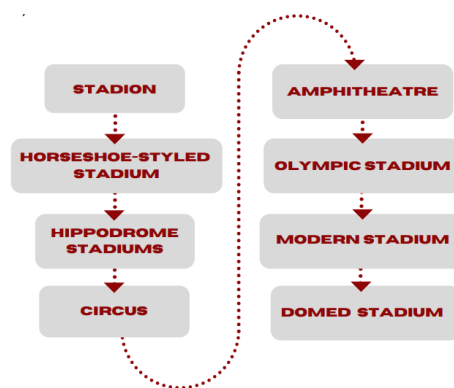 STADION
HORSESHOE-STYLED
STADIUM
HIPPODROME
STADIUMS
CIRCUS
AMPHITHEATRE
OLYMPIC STADIUM
MODERN STADIUM
DOMED STADIUM